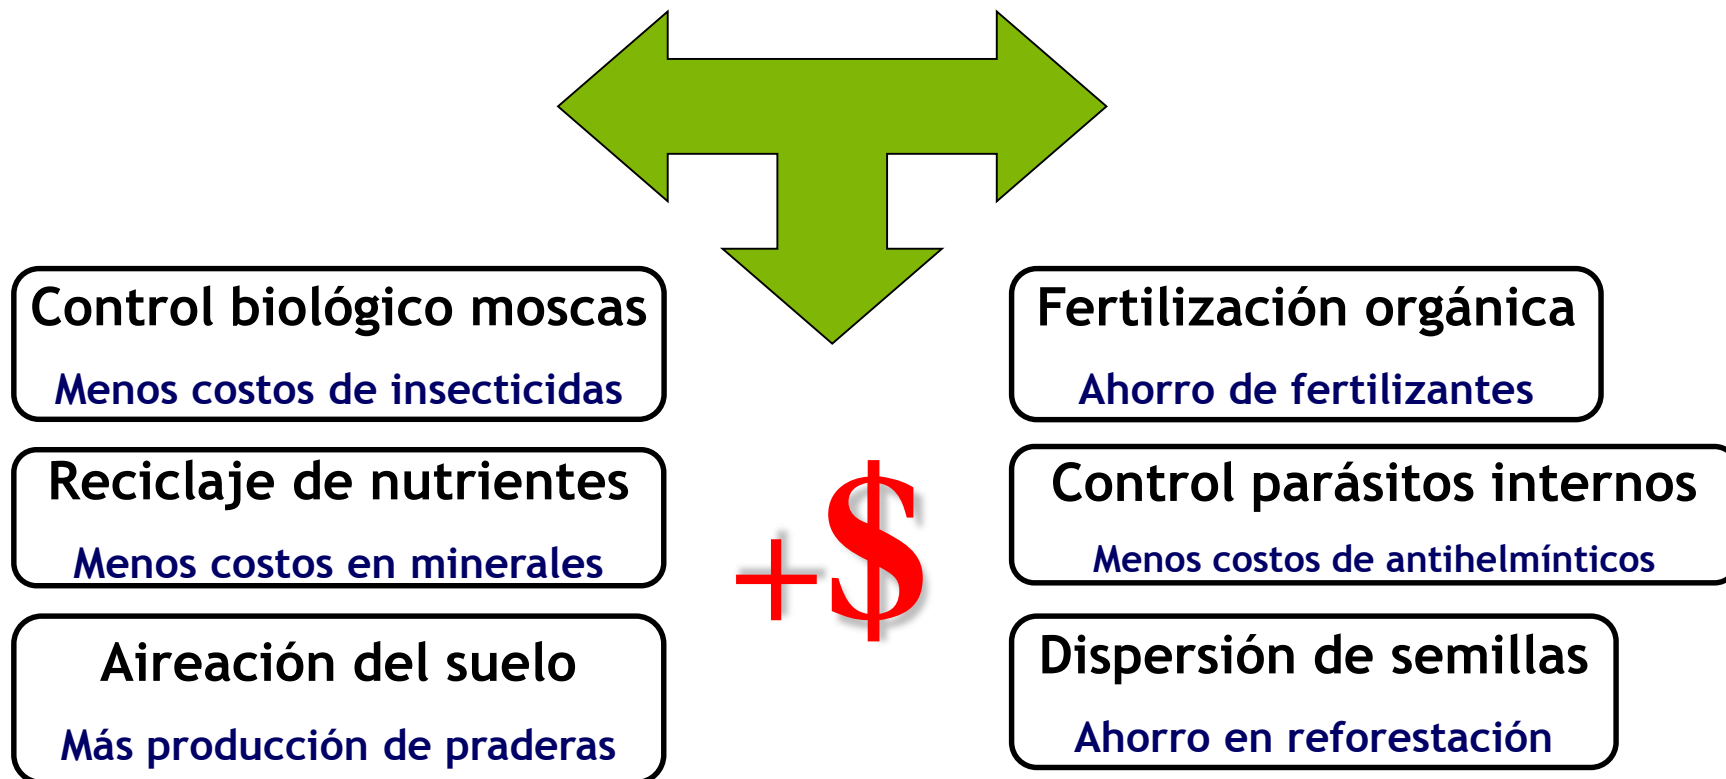 Control biológico moscas
Menos costos de insecticidas
Reciclaje de nutrientes
Menos costos en minerales
Aireación del suelo
Más producción de praderas
+$
Fertilización orgánica
Ahorro de fertilizantes
Control parásitos internos
Menos costos de antihelmínticos
Dispersión de semillas
Ahorro en reforestación